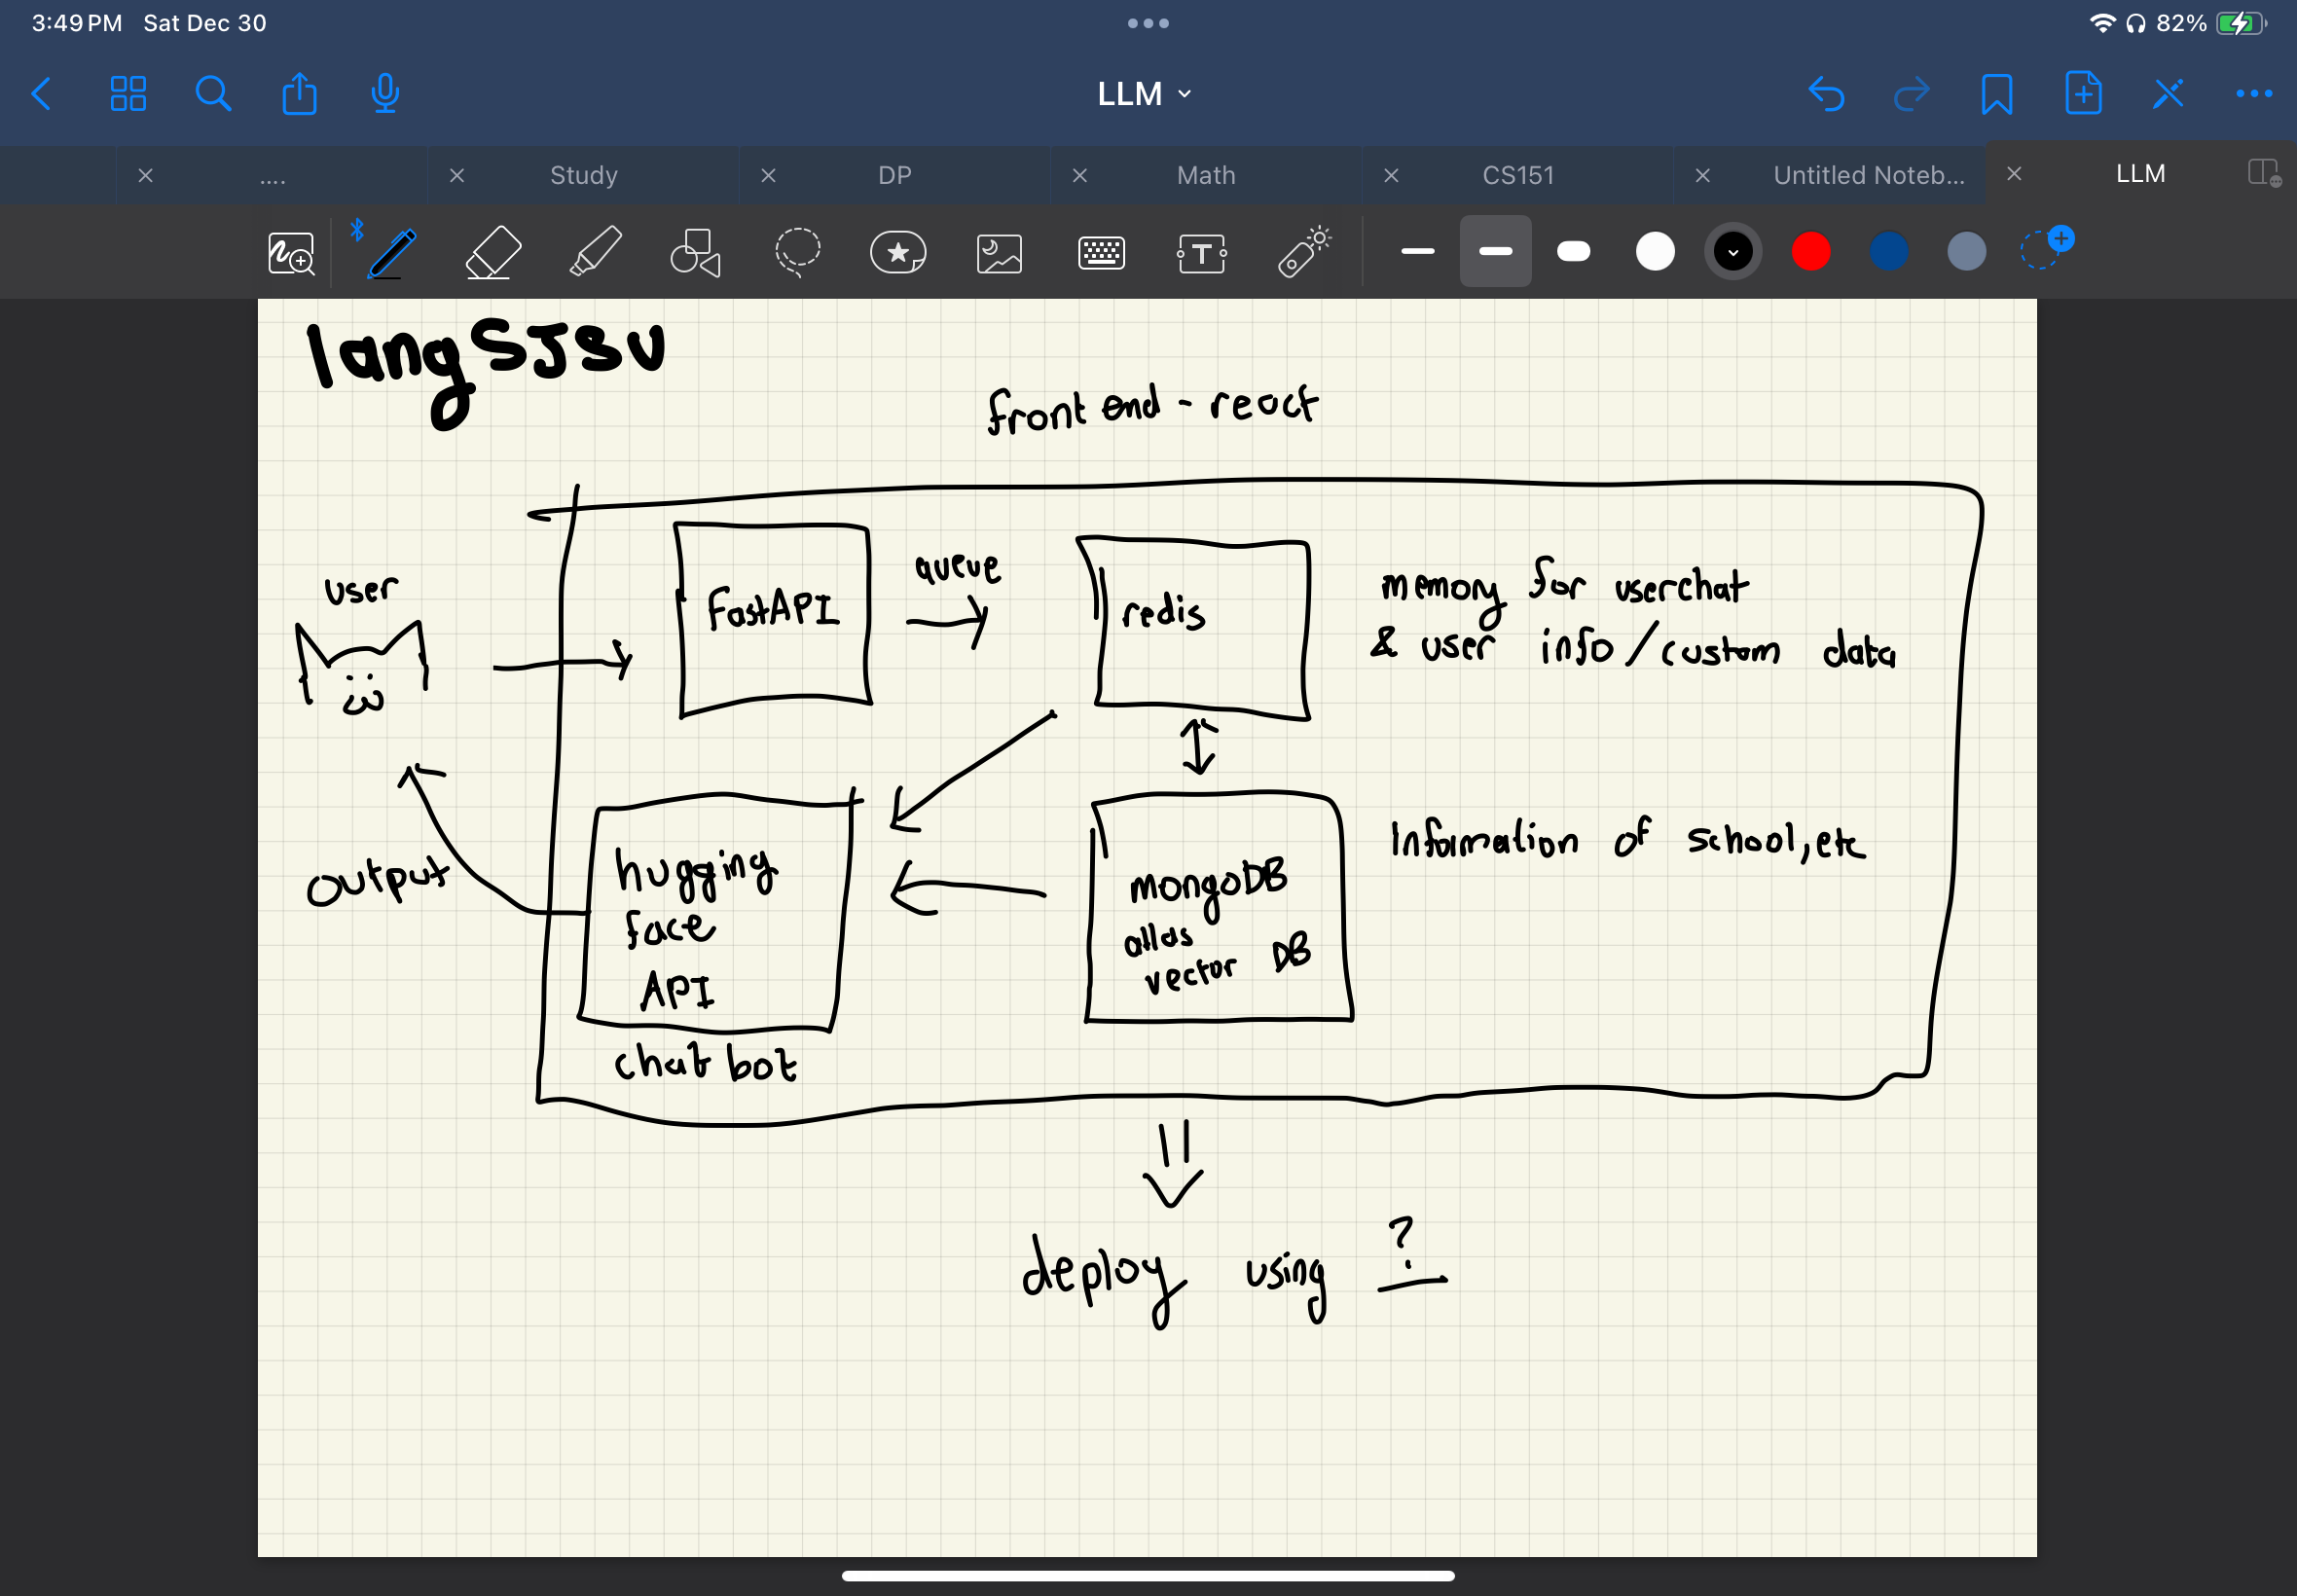 3:49 PM Sat Dec 30
82%
LLM
....
Study
DP
Math
CS151
Untitled Noteb...
LLM
T
langSJSU
front end - react
user
fastAPI
queue
redis
memory for userchat
& user info/custom data
output
hugging
face
API
chat bot
mongoDB
atlas
vector DB
Information of school, etc
deploy using ?